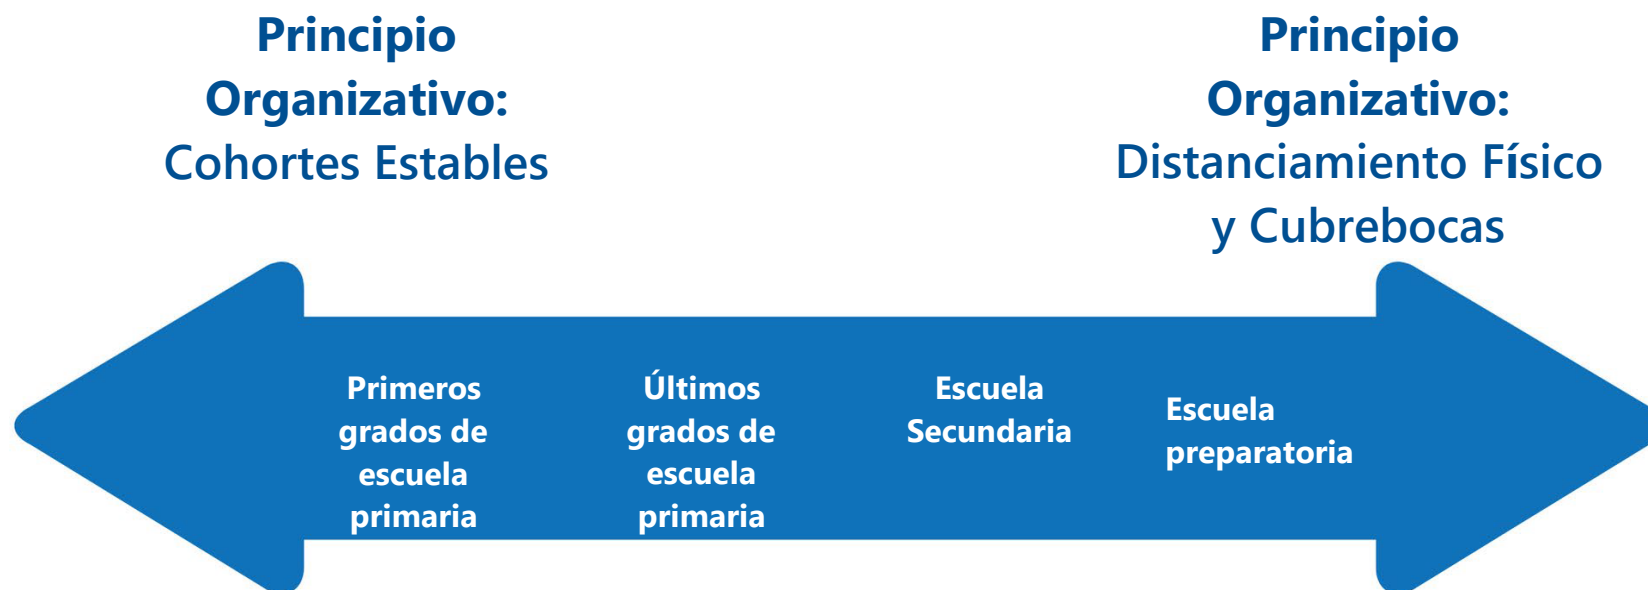 Principio
Organizativo:
Cohortes Estables
Principio
Organizativo:
Distanciamiento Físico
y Cubrebocas
Primeros
grados de
escuela
primaria
Últimos
grados de
escuela
primaria
Escuela
Secundaria
Escuela
preparatoria